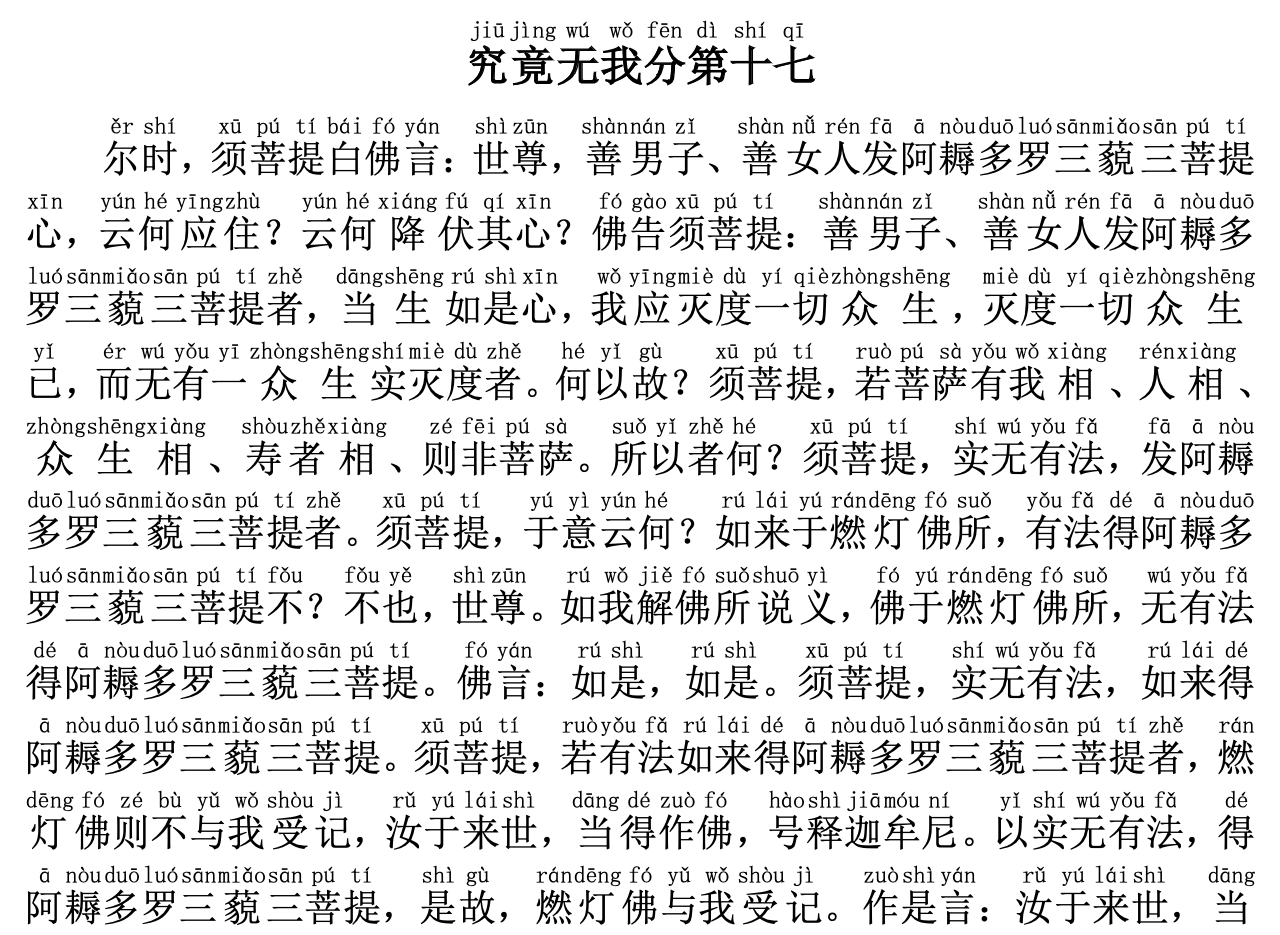 jiū jìng wú wǒ fēn dì shí qī
究竟无我分第十七
ěr shí xū pú tí bái fó yán shì zūn shàn nán zǐ shàn nǚ rén fā ā nòu duō luó sān miǎo sān pú tí
尔时，须菩提白佛言：世尊，善男子、善女人发阿耨多罗三藐三菩提
xīn yún hé yīng zhù yún hé xiáng fú qí xīn fó gào xū pú tí shàn nán zǐ shàn nǚ rén fā ā nòu duō
心，云何应住？云何降伏其心？佛告须菩提：善男子、善女人发阿耨多
luó sān miǎo sān pú tí zhě dāng shēng rú shì xīn wǒ yīng miè dù yí qiè zhòng shēng miè dù yí qiè zhòng shēng
罗三藐三菩提者，当生如是心，我应灭度一切众生，灭度一切众生
yǐ ér wú yǒu yī zhòng shēng shí miè dù zhě hé yǐ gù xū pú tí ruò pú sà yǒu wǒ xiàng rén xiàng
已，而无有一众生实灭度者。何以故？须菩提，若菩萨有我相、人相、
zhòng shēng xiàng shòu zhě xiàng zé fēi pú sà suǒ yǐ zhě hé xū pú tí shí wú yǒu fǎ fā ā nòu
众生相、寿者相、则非菩萨。所以者何？须菩提，实无有法，发阿耨
duō luó sān miǎo sān pú tí zhě xū pú tí yú yì yún hé rú lái yú rán dēng fó suǒ yǒu fǎ dé ā nòu duō
多罗三藐三菩提者。须菩提，于意云何？如来于燃灯佛所，有法得阿耨多
luó sān miǎo sān pú tí fǒu fǒu yě shì zūn rú wǒ jiě fó suǒ shuō yì fó yú rán dēng fó suǒ wú yǒu fǎ
罗三藐三菩提不？不也，世尊。如我解佛所说义，佛于燃灯佛所，无有法
dé ā nòu duō luó sān miǎo sān pú tí fó yán rú shì rú shì xū pú tí shí wú yǒu fǎ rú lái dé
得阿耨多罗三藐三菩提。佛言：如是，如是。须菩提，实无有法，如来得
ā nòu duō luó sān miǎo sān pú tí xū pú tí ruò yǒu fǎ rú lái dé ā nòu duō luó sān miǎo sān pú tí zhě rán
阿耨多罗三藐三菩提。须菩提，若有法如来得阿耨多罗三藐三菩提者，燃
dēng fó zé bù yǔ wǒ shòu jì rǔ yú lái shì dāng dé zuò fó hào shì jiā móu ní yǐ shí wú yǒu fǎ dé
灯佛则不与我受记，汝于来世，当得作佛，号释迦牟尼。以实无有法，得
ā nòu duō luó sān miǎo sān pú tí shì gù rán dēng fó yǔ wǒ shòu jì zuò shì yán rǔ yú lái shì dāng
阿耨多罗三藐三菩提，是故，燃灯佛与我受记。作是言：汝于来世，当